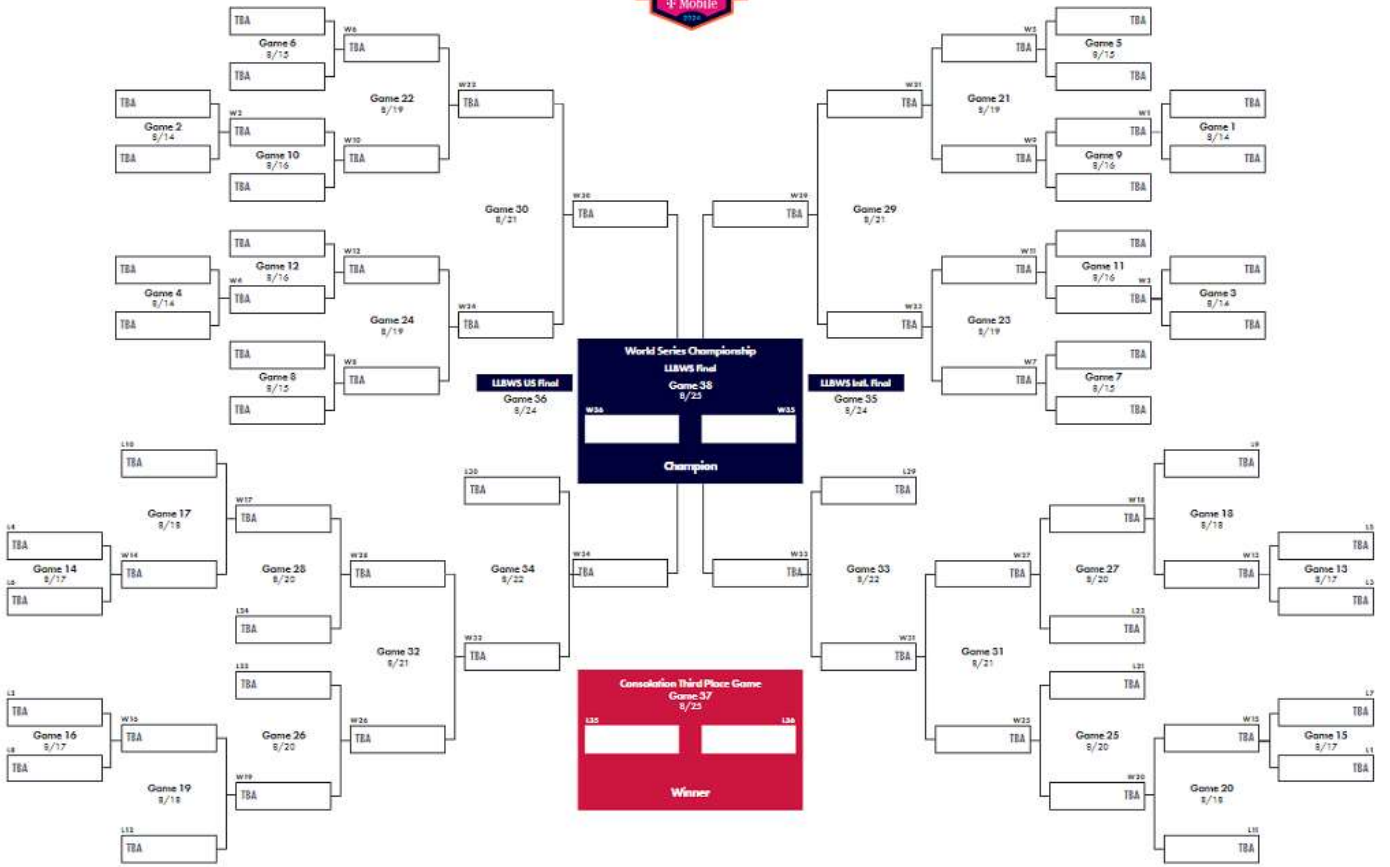 T Mobile
2024
TBA
Game 6
8/15
TBA
W6
TBA
TBA
Game 2
8/14
TBA
W2
TBA
Game 10
8/16
TBA
W10
TBA
Game 22
8/19
W22
TBA
TBA
Game 12
8/16
W4
TBA
TBA
Game 4
8/14
TBA
W12
TBA
TBA
Game 8
8/15
TBA
W8
TBA
Game 24
8/19
W24
TBA
Game 30
8/21
W30
TBA
LLBWS US Final
Game 36
8/24
W5
TBA
TBA
Game 5
8/15
TBA
W1
TBA
TBA
Game 1
8/14
TBA
Game 9
8/16
TBA
W9
TBA
Game 21
8/19
W21
TBA
W11
TBA
TBA
Game 11
8/16
W3
TBA
TBA
Game 3
8/14
TBA
TBA
Game 7
8/15
TBA
W7
TBA
Game 23
8/19
W23
TBA
Game 29
8/21
W29
TBA
LLBWS Intl. Final
Game 35
8/24
World Series Championship
LLBWS Final
Game 38
8/25
W36
W35
Champion
L10
TBA
Game 17
8/18
L4
TBA
Game 14
8/17
L6
TBA
W14
TBA
W17
TBA
Game 28
8/20
L24
TBA
W28
TBA
L2
TBA
Game 16
8/17
L8
TBA
W16
TBA
Game 19
8/18
L12
TBA
W19
TBA
L22
TBA
Game 26
8/20
W26
TBA
Game 32
8/21
W32
TBA
L30
TBA
Game 34
8/22
W34
TBA
L9
TBA
Game 18
8/18
L5
TBA
Game 13
8/17
L3
TBA
W13
TBA
W18
TBA
Game 27
8/20
L23
TBA
W27
TBA
L7
TBA
Game 15
8/17
L1
TBA
W15
TBA
Game 20
8/18
L11
TBA
W20
TBA
L21
TBA
Game 25
8/20
W25
TBA
Game 31
8/21
W31
TBA
L29
TBA
Game 33
8/22
W33
TBA
Consolation Third Place Game
Game 37
8/25
L35
L36
Winner